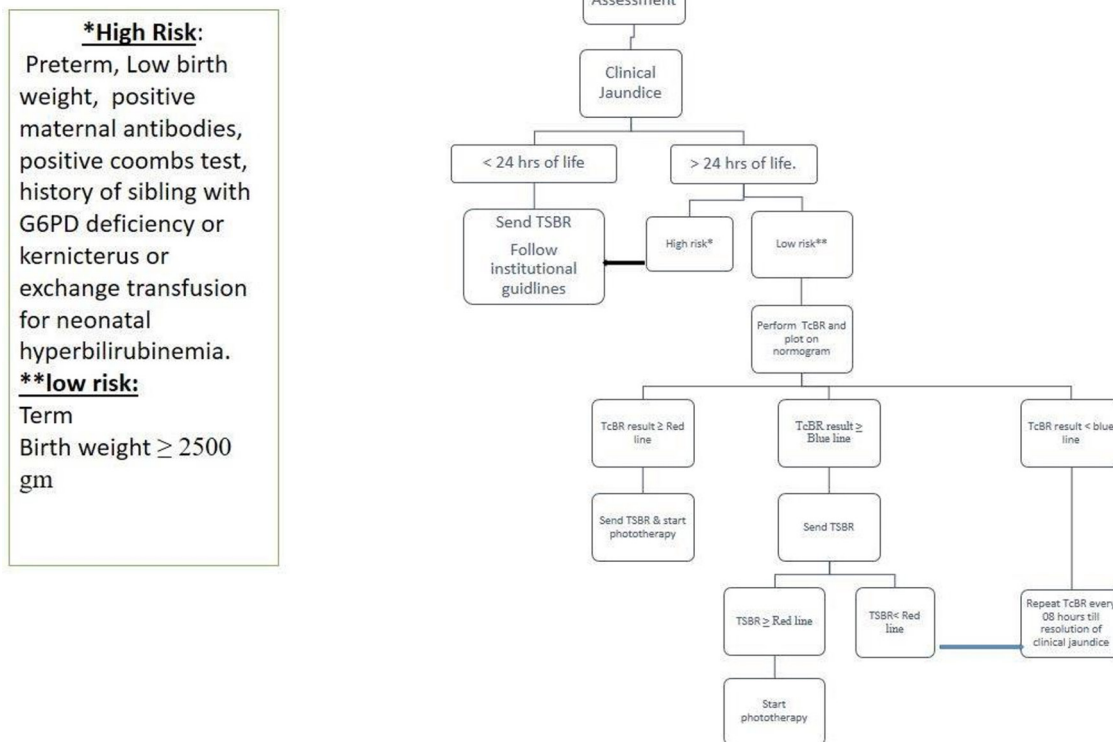 *High Risk:
Preterm, Low birth
weight, positive
maternal antibodies,
positive coombs test,
history of sibling with
G6PD deficiency or
kernicterus or
exchange transfusion
for neonatal
hyperbilirubinemia.
**low risk:
Term
Birth weight ≥ 2500
gm
Assessment
Clinical
Jaundice
< 24 hrs of life
> 24 hrs of life.
Send TSBR
Follow
institutional
guidlines
High risk*
Low risk**
Perform TcBR and
plot on
normogram
TcBR result ≥ Red
line
TcBR result ≥
Blue line
TcBR result < blue
line
Send TSBR & start
phototherapy
Send TSBR
TSBR ≥ Red line
TSBR< Red
line
Repeat TcBR every
08 hours till
resolution of
clinical jaundice
Start
phototherapy